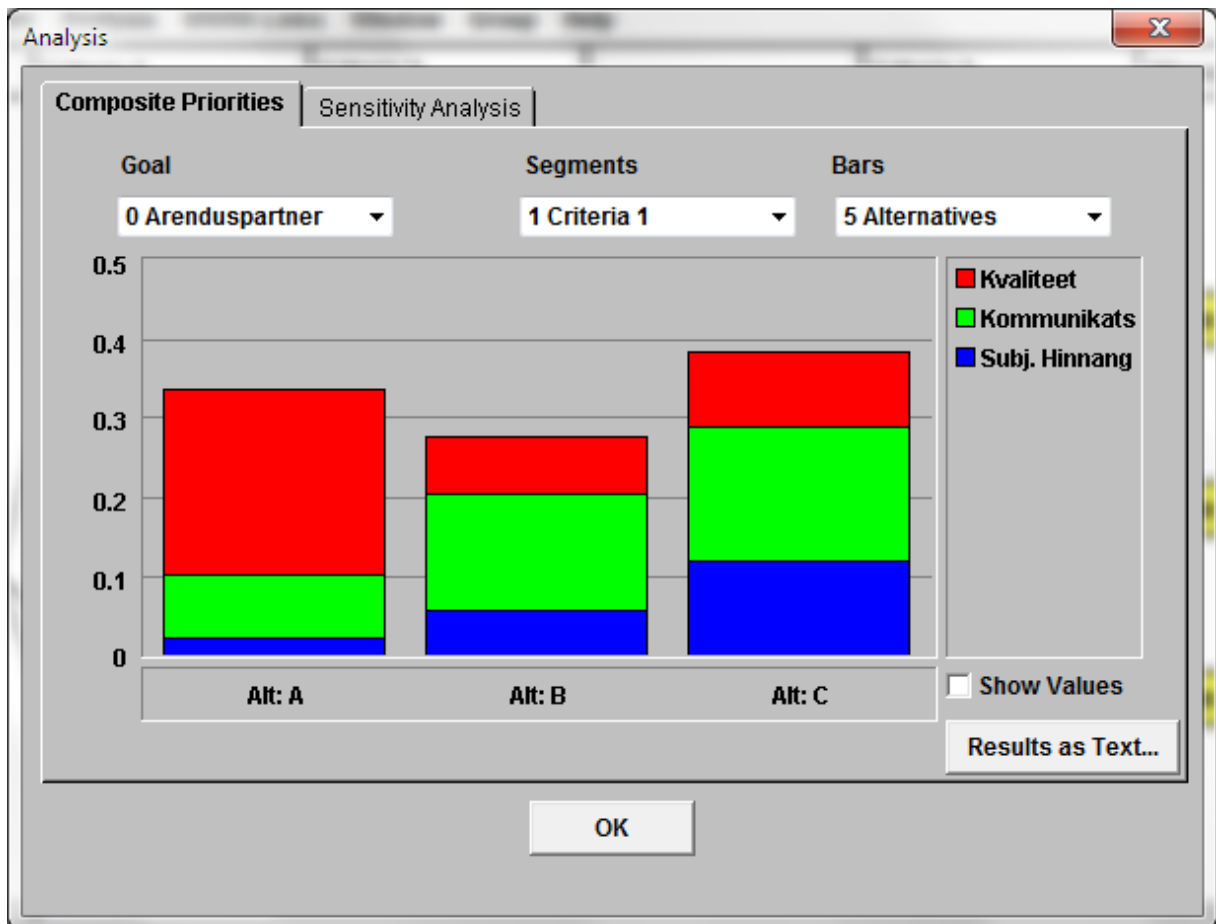 Analysis
Composite Priorities
Sensitivity Analysis
Goal
Segments
Bars
0 Arenduspartner
1 Criteria 1
5 Alternatives
0.5
0.4
0.3
0.2
0.1
0
Kvaliteet
Kommunikats
Subj. Hinnang
Alt: A
Alt: B
Alt: C
Show Values
Results as Text...
OK